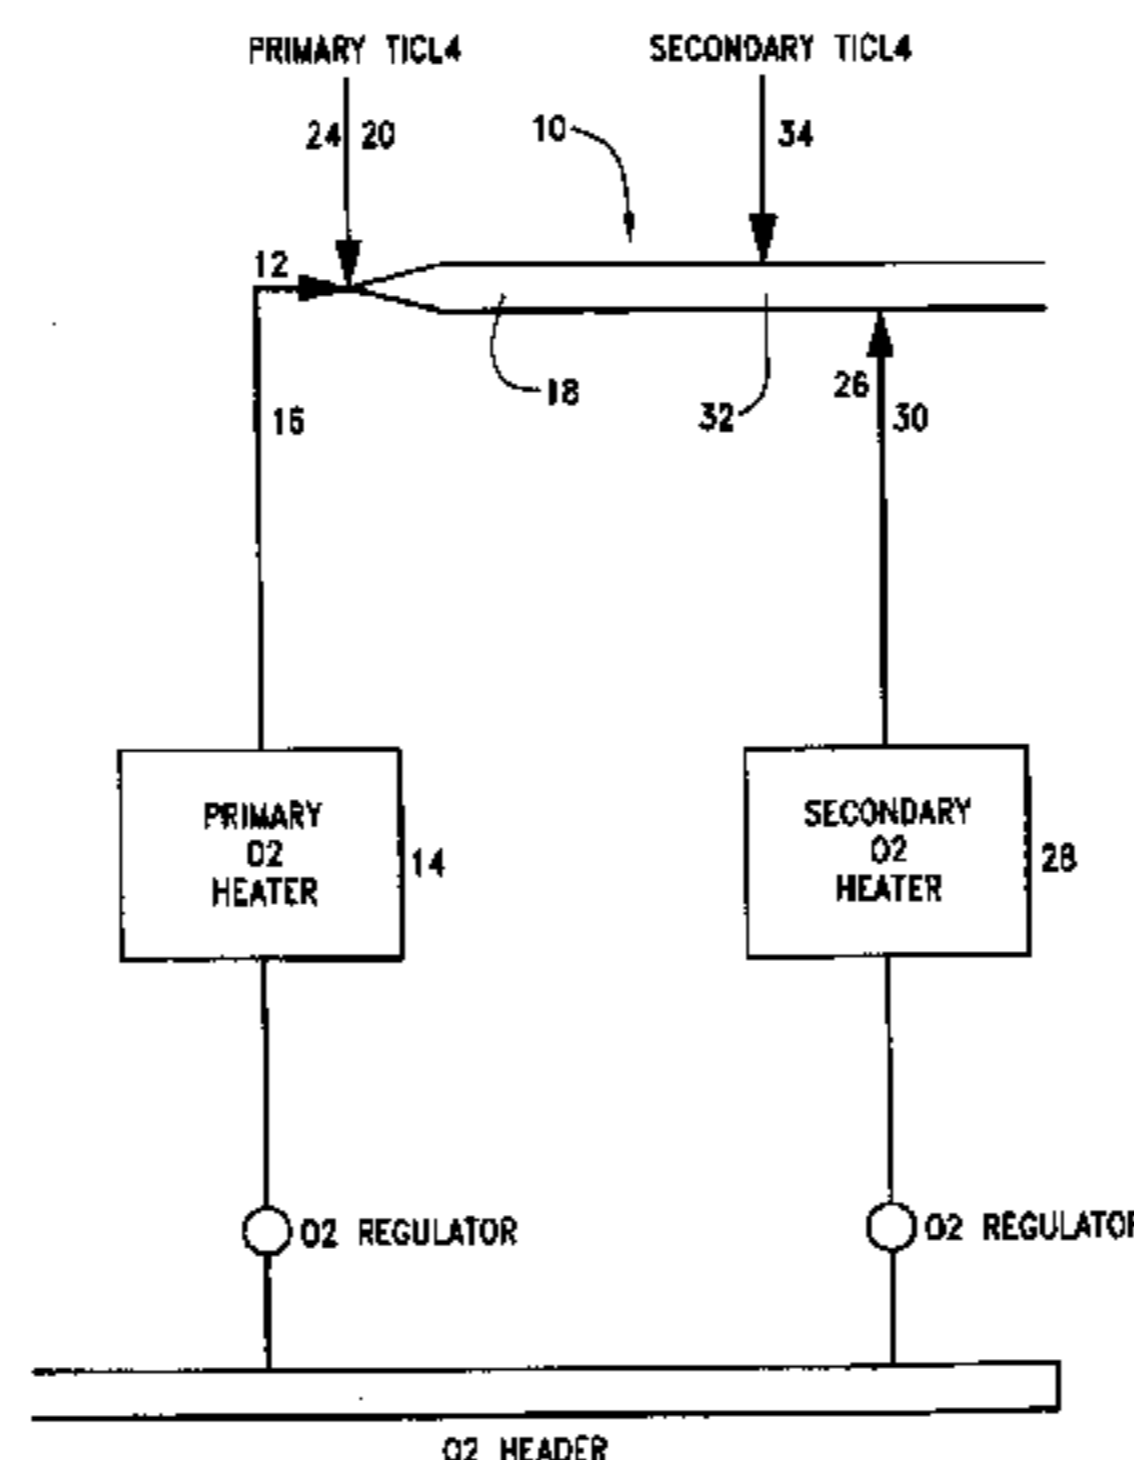 PRIMARY TICL4
SECONDARY TICL4
24
20
10
34
12
18
26
32
30
16
PRIMARY
O2
HEATER
14
SECONDARY
O2
HEATER
28
O2 REGULATOR
O2 REGULATOR
O2 HEADER